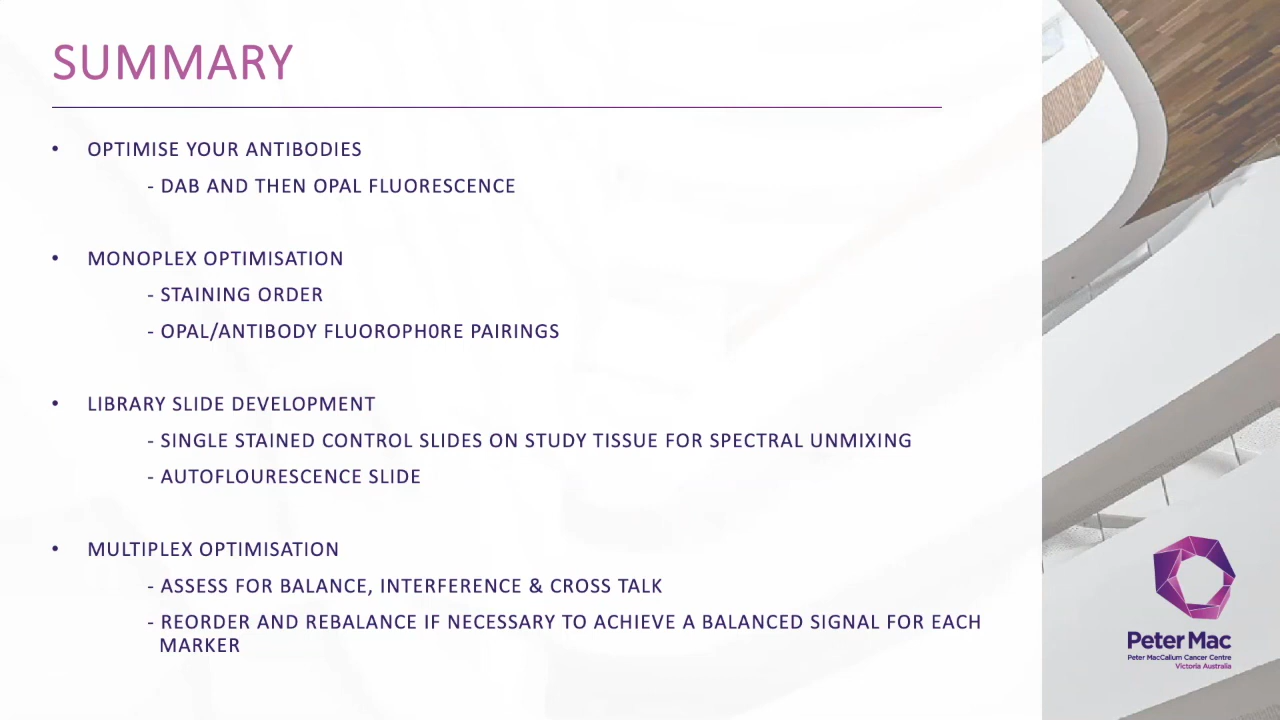 SUMMARY
• OPTIMISE YOUR ANTIBODIES
- DAB AND THEN OPAL FLUORESCENCE
• MONOPLEX OPTIMISATION
- STAINING ORDER
- OPAL/ANTIBODY FLUOROPH0RE PAIRINGS
• LIBRARY SLIDE DEVELOPMENT
- SINGLE STAINED CONTROL SLIDES ON STUDY TISSUE FOR SPECTRAL UNMIXING
- AUTOFLOURESCENCE SLIDE
• MULTIPLEX OPTIMISATION
- ASSESS FOR BALANCE, INTERFERENCE & CROSS TALK
- REORDER AND REBALANCE IF NECESSARY TO ACHIEVE A BALANCED SIGNAL FOR EACH
MARKER
Peter Mac
Peter MacCallum Cancer Centre
Victoria Australia